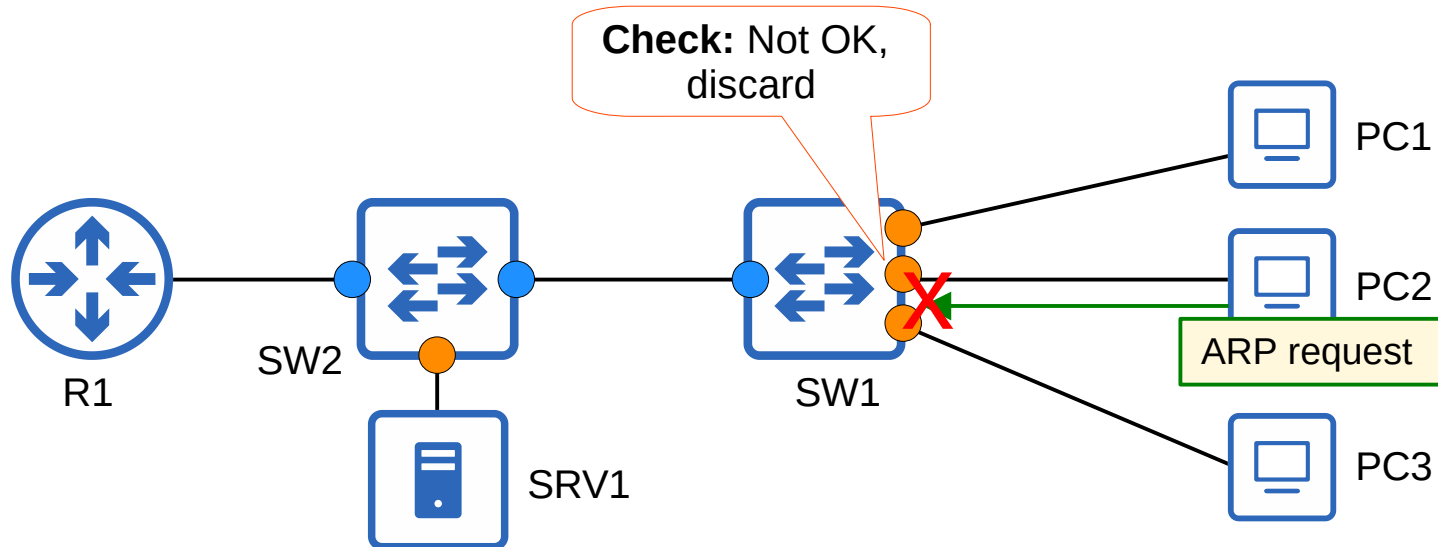 Check: Not OK,
discard
PC1
PC2
ARP request
SW2
R1
SW1
SRV1
PC3